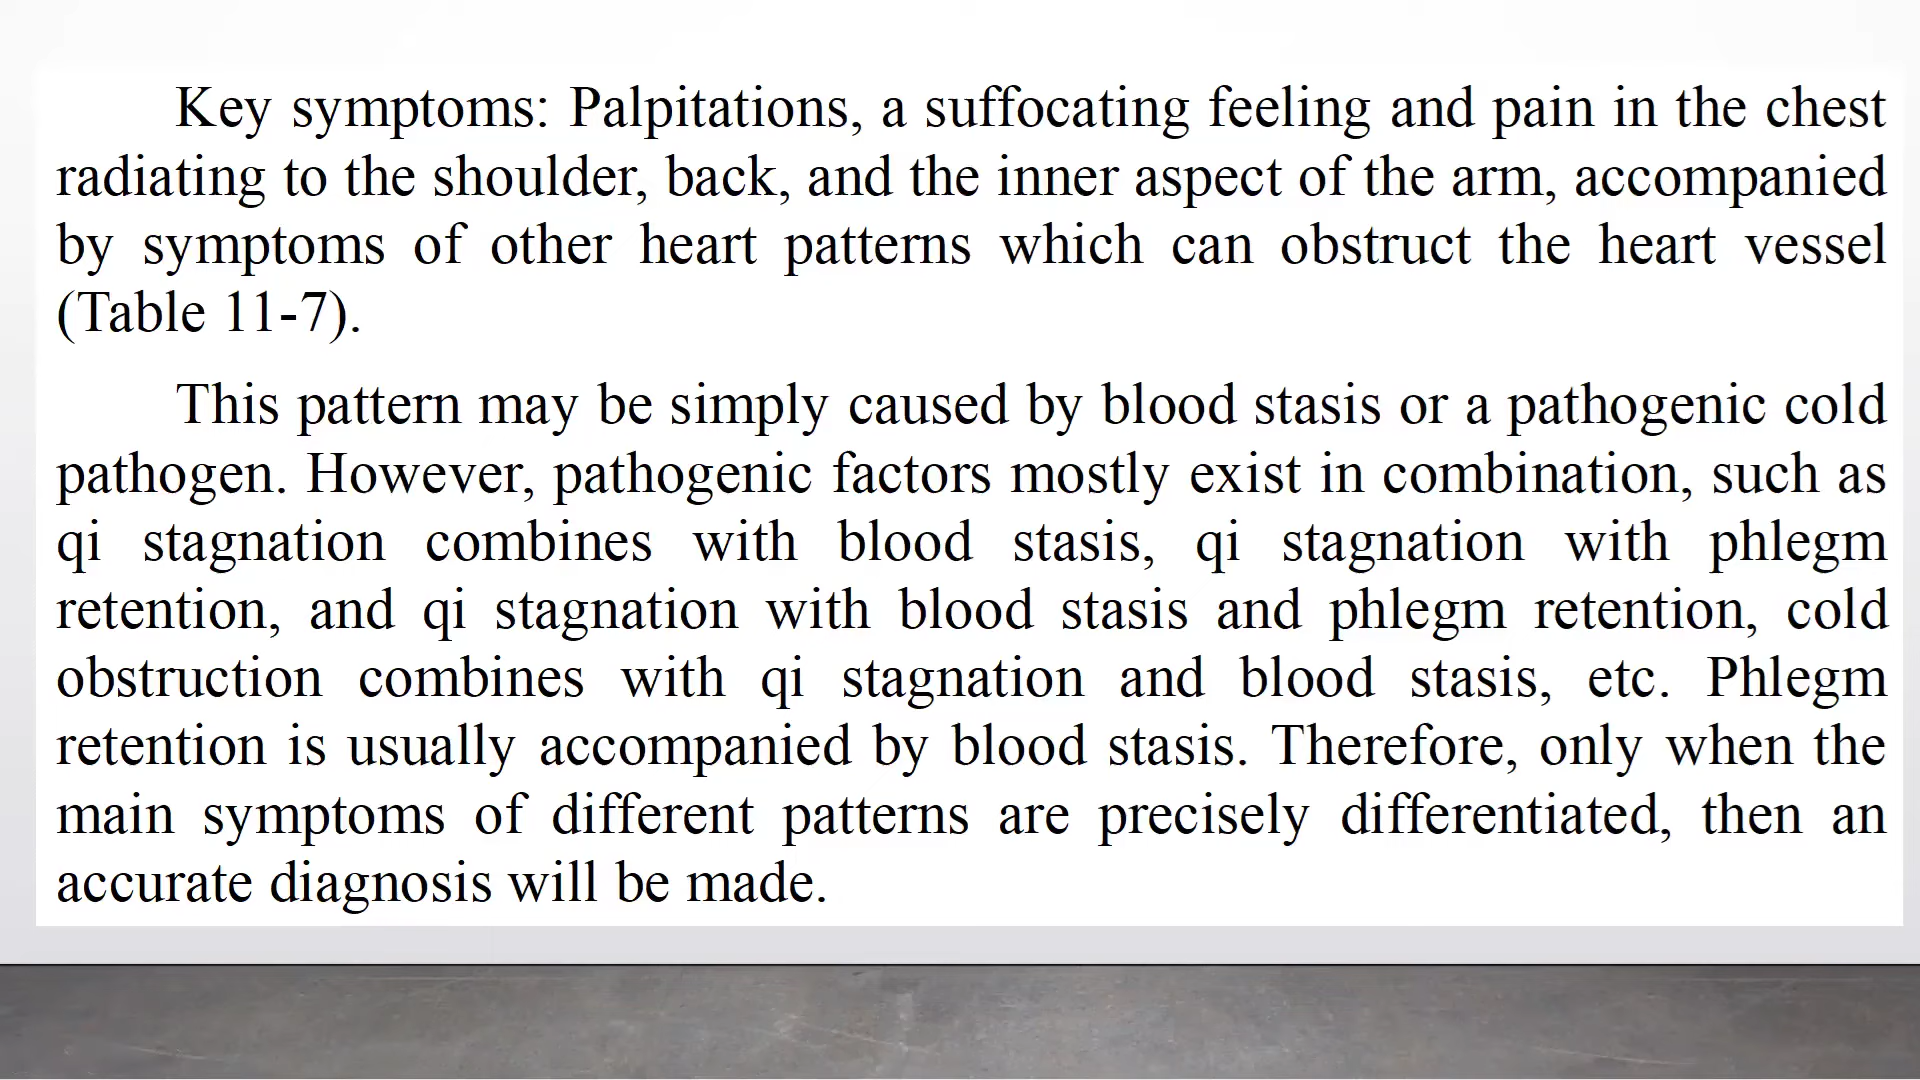 Key symptoms: Palpitations, a suffocating feeling and pain in the chest
radiating to the shoulder, back, and the inner aspect of the arm, accompanied
by symptoms of other heart patterns which can obstruct the heart vessel
(Table 11-7).
This pattern may be simply caused by blood stasis or a pathogenic cold
pathogen. However, pathogenic factors mostly exist in combination, such as
qi stagnation combines with blood stasis, qi stagnation with phlegm
retention, and qi stagnation with blood stasis and phlegm retention, cold
obstruction combines with qi stagnation and blood stasis, etc. Phlegm
retention is usually accompanied by blood stasis. Therefore, only when the
main symptoms of different patterns are precisely differentiated, then an
accurate diagnosis will be made.